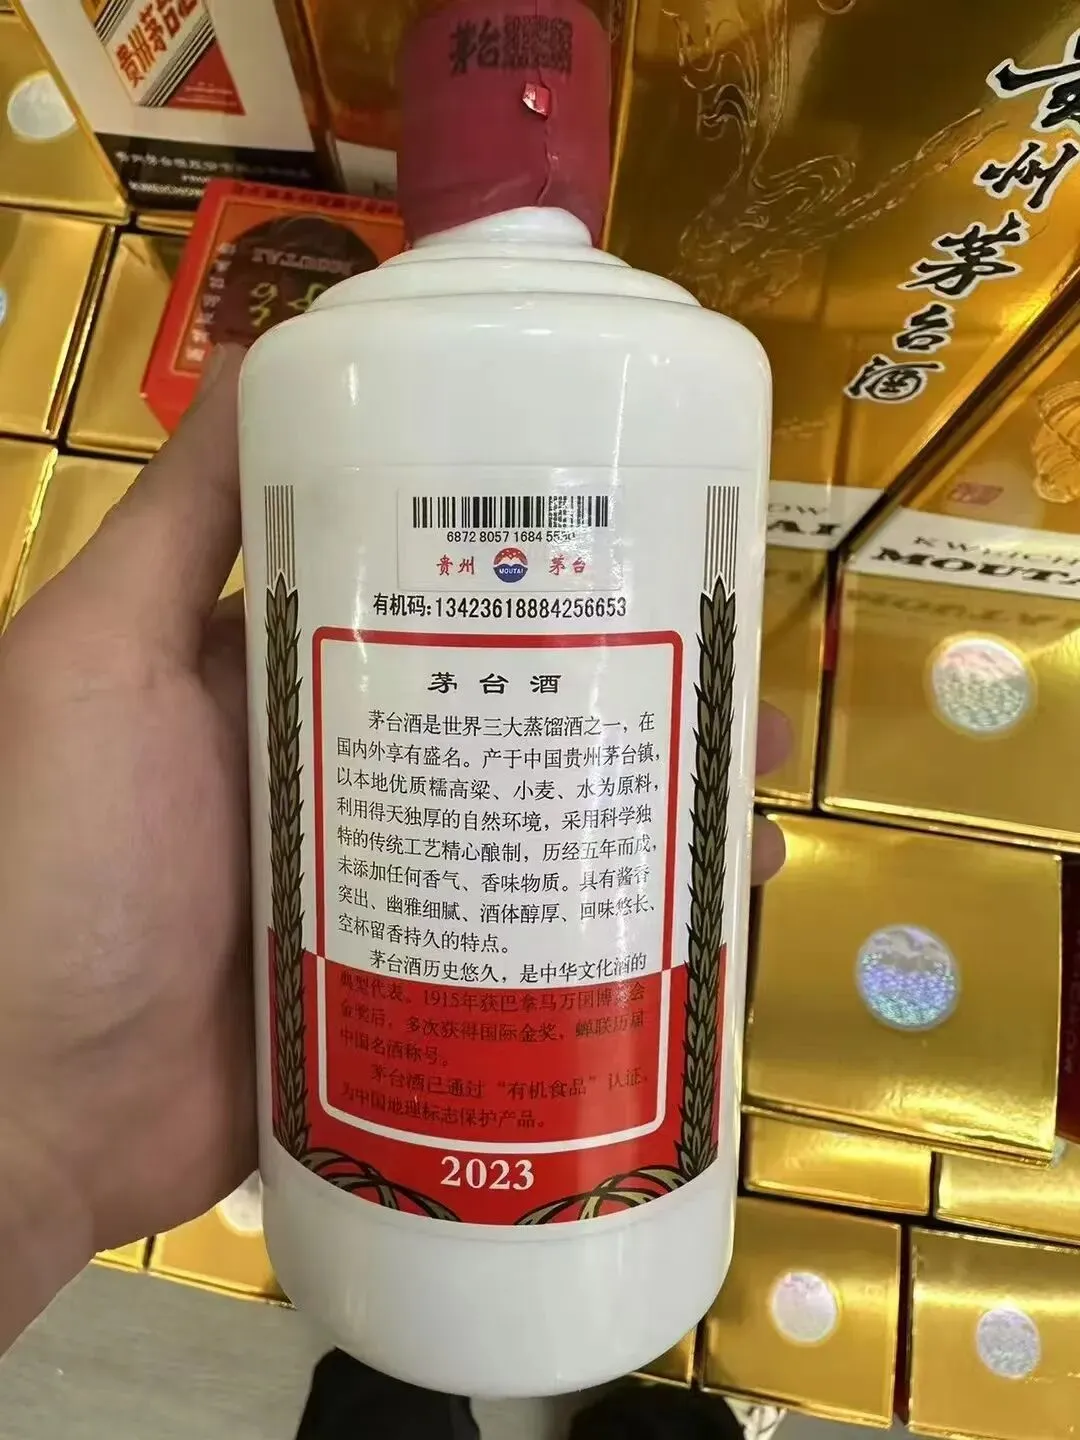 贵州茅台酒
茅台
MOUTAI
贵
州
茅
台
酒
KWEICH
MOUTA
贵州 MOUTAI 茅台
有机码:13423618884256653
茅台酒
茅台酒是世界三大蒸馏酒之一，在
国内外享有盛名。产于中国贵州茅台镇，
以本地优质糯高粱、小麦、水为原料，
利用得天独厚的自然环境，采用科学独
特的传统工艺精心酿制，历经五年而成，
未添加任何香气、香味物质。具有酱香
突出、幽雅细腻、酒体醇厚、回味悠长、
空杯留香持久的特点。
茅台酒历史悠久，是中华文化酒的
典型代表。1915年获巴拿马万国博览会
金奖后，多次获得国际金奖，蝉联历届
中国名酒称号。
茅台酒已通过“有机食品”认证，
为中国地理标志保护产品。
2023